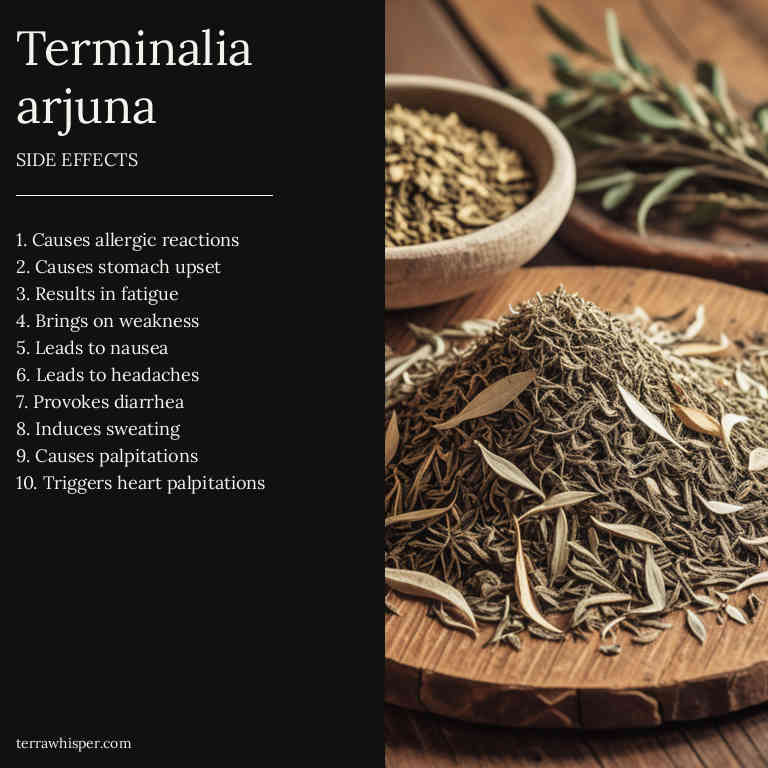 Terminalia
arjuna
SIDE EFFECTS
1. Causes allergic reactions
2. Causes stomach upset
3. Results in fatigue
4. Brings on weakness
5. Leads to nausea
6. Leads to headaches
7. Provokes diarrhea
8. Induces sweating
9. Causes palpitations
10. Triggers heart palpitations
terrawhisper.com